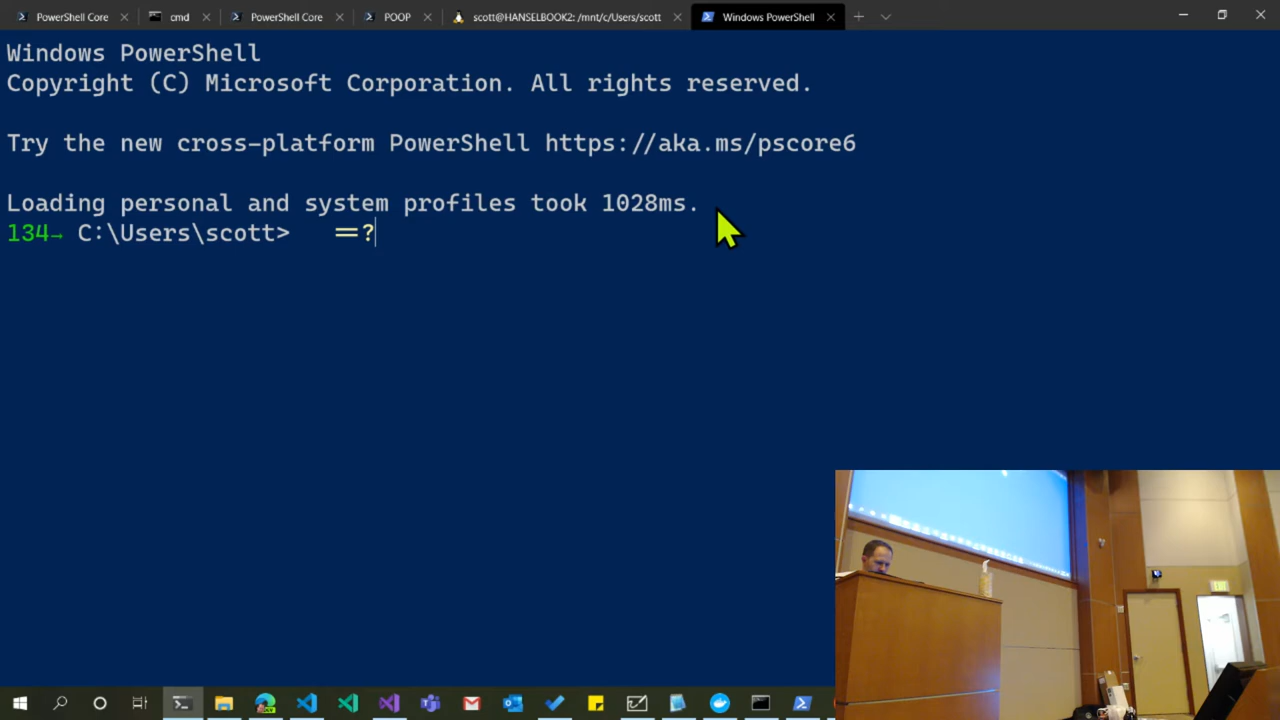 PowerShell Core
cmd
PowerShell Core
POOP
scott@HANSELBOOK2: /mnt/c/Users/scott
Windows PowerShell
Windows PowerShell
Copyright (C) Microsoft Corporation. All rights reserved.
Try the new cross-platform PowerShell https://aka.ms/pscore6
Loading personal and system profiles took 1028ms.
134→ C:\Users\scott>    ==?